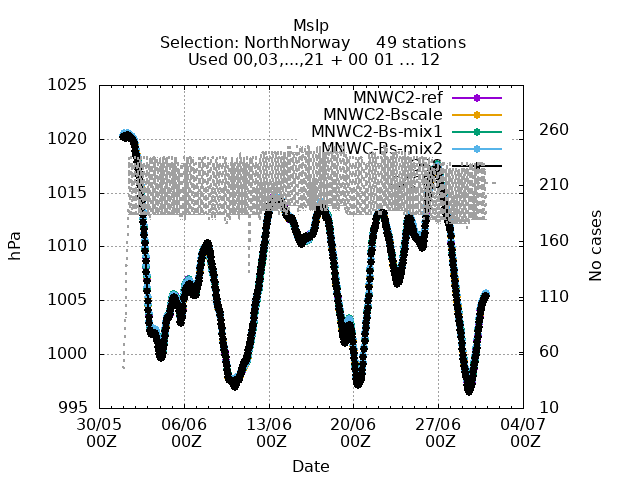 Mslp
Selection: NorthNorway 49 stations
Used 00,03,...,21 + 00 01 ... 12
MNWC2-ref
MNWC2-Bscale
MNWC2-Bs-mix1
MNWC-Bs-mix2
1025
1020
1015
1010
1005
1000
995
hPa
260
210
160
110
60
10
No cases
30/05 06/06 13/06 20/06 27/06 04/07
00Z 00Z 00Z 00Z 00Z 00Z
Date